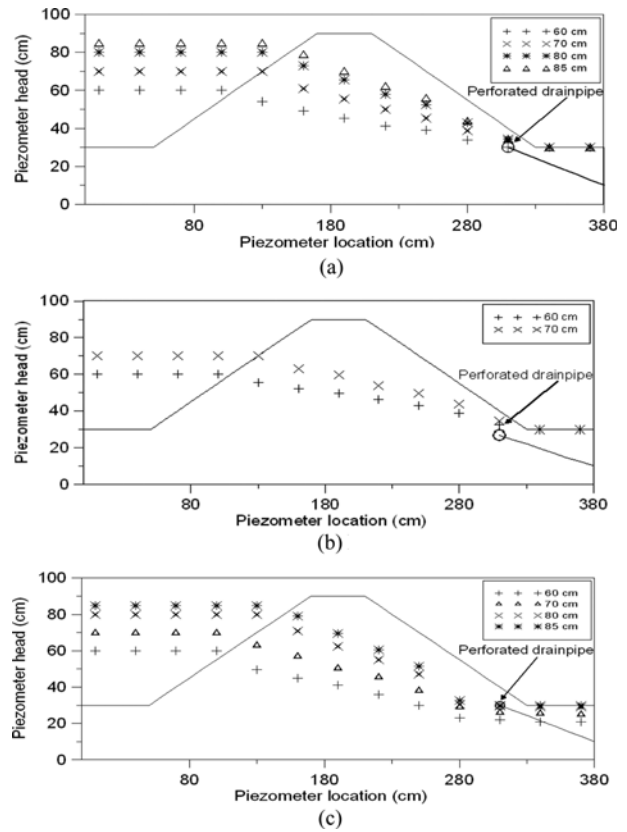 100
80
60
40
20
0
80
180
280
380
Piezometer head (cm)
Piezometer location (cm)
60 cm
70 cm
80 cm
85 cm
Perforated drainpipe
(a)
100
80
60
40
20
0
80
180
280
380
Piezometer head (cm)
Piezometer location (cm)
60 cm
70 cm
Perforated drainpipe
(b)
100
80
60
40
20
0
80
180
280
380
Piezometer head (cm)
Piezometer location (cm)
60 cm
70 cm
80 cm
85 cm
Perforated drainpipe
(c)